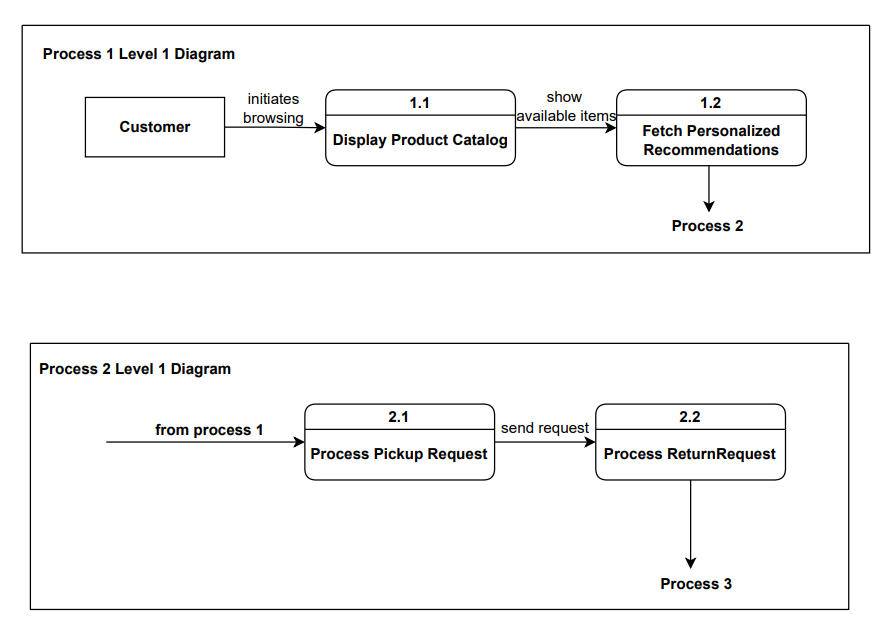 Process 1 Level 1 Diagram
Customer
initiates
browsing
1.1
Display Product Catalog
show
available items
1.2
Fetch Personalized
Recommendations
Process 2
Process 2 Level 1 Diagram
from process 1
2.1
Process Pickup Request
send request
2.2
Process ReturnRequest
Process 3